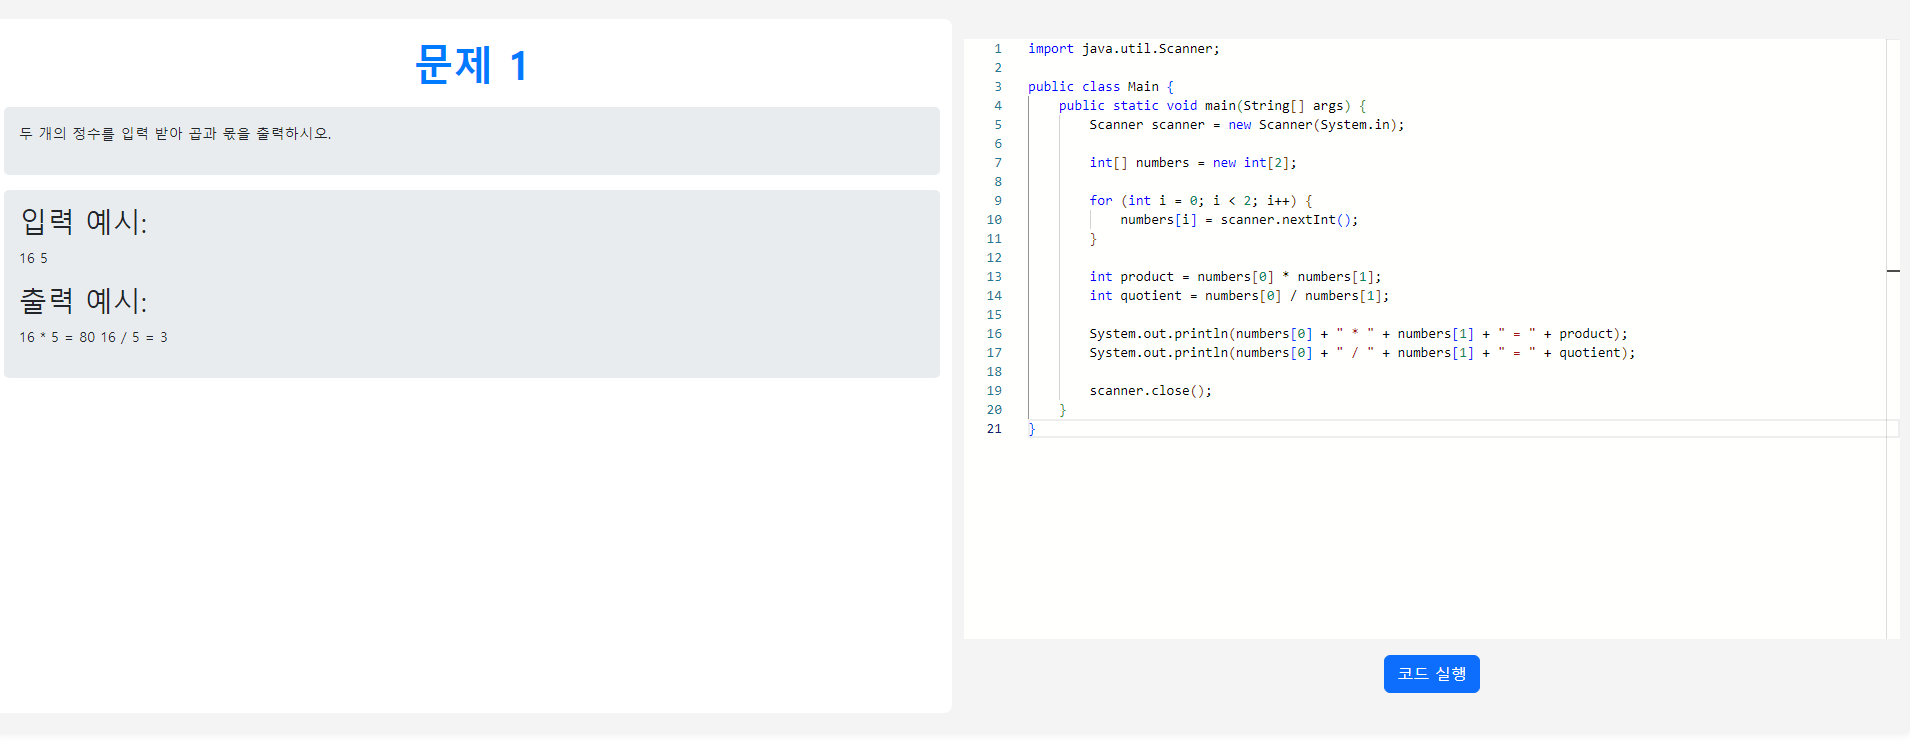 문제 1
두 개의 정수를 입력 받아 곱과 몫을 출력하시오.
입력 예시:
16 5
출력 예시:
16 * 5 = 80 16 / 5 = 3
1 import java.util.Scanner;
2
3 public class Main {
4 public static void main(String[] args) {
5 Scanner scanner = new Scanner(System.in);
6
7 int[] numbers = new int[2];
8
9 for (int i = 0; i < 2; i++) {
10 numbers[i] = scanner.nextInt();
11 }
12
13 int product = numbers[0] * numbers[1];
14 int quotient = numbers[0] / numbers[1];
15
16 System.out.println(numbers[0] + " * " + numbers[1] + " = " + product);
17 System.out.println(numbers[0] + " / " + numbers[1] + " = " + quotient);
18
19 scanner.close();
20 }
21 }
코드 실행